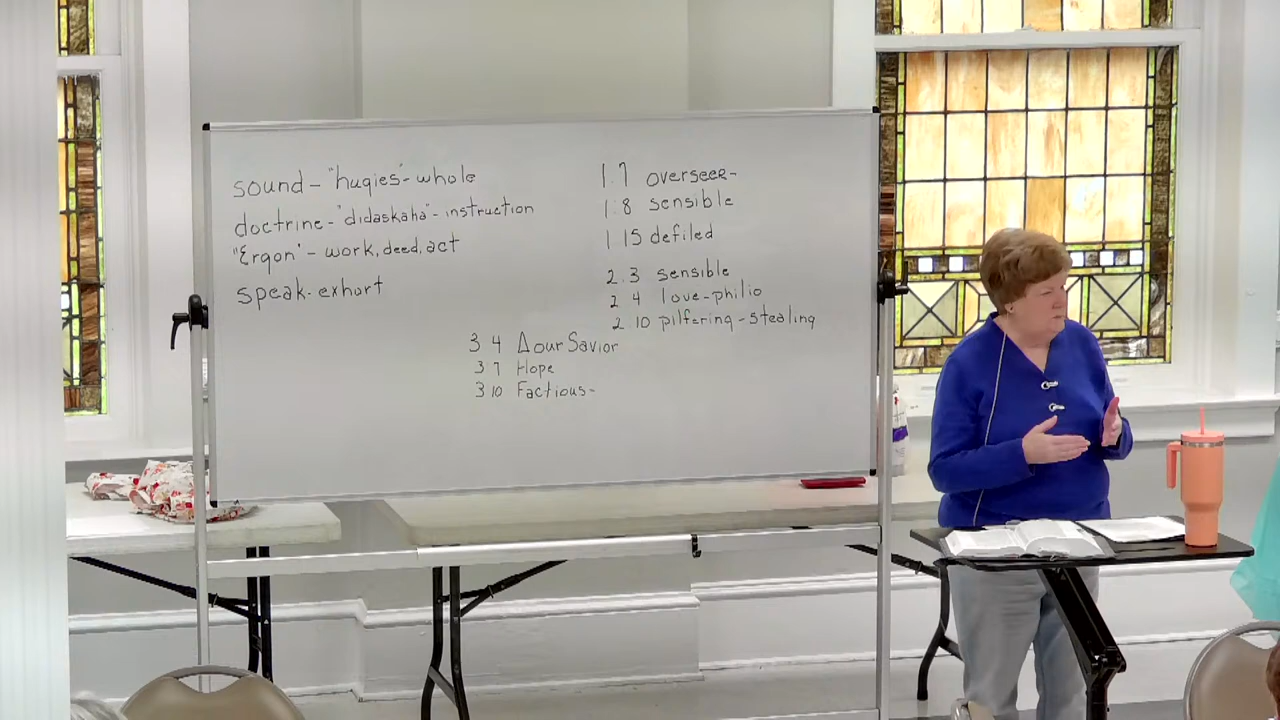 sound - "hugies" - whole
doctrine - "didaskaha" - instruction
"Ergon" - work, deed, act
speak - exhort
1.7 overseer -
1.8 sensible
1 15 defiled
2.3 sensible
2 4 love - philio
2. 10 pilfering - stealing
3 4 Δ our Savior
3 7 Hope
3 10 Factious -